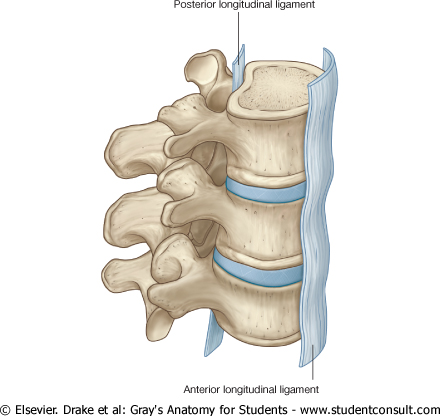 Posterior longitudinal ligament
Anterior longitudinal ligament
© Elsevier. Drake et al: Gray's Anatomy for Students - www.studentconsult.com